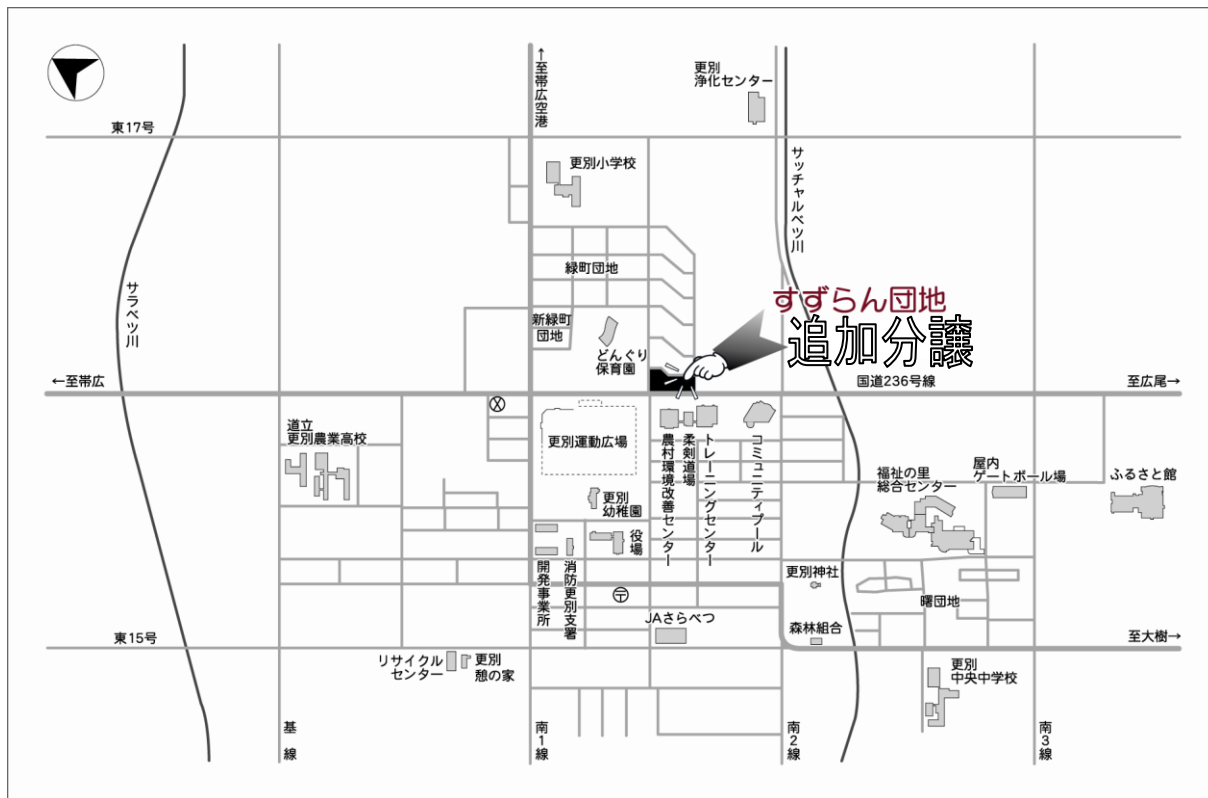 ←至帯広空港
更別
浄化センター
東17号
更別小学校
サッチャルベツ川
緑町団地
サラベツ川
すずらん団地
追加分譲
新緑町
団地
どんぐり
保育園
←至帯広
国道236号線
至広尾→
道立
更別農業高校
更別運動広場
農村環境改善センター
柔剣道場
トレーニングセンター
コミュニティプール
福祉の里
総合センター
屋内
ゲートボール場
ふるさと館
更別
幼稚園
役場
開発事業所
消防更別支署
更別神社
曙団地
〒
JAさらべつ
森林組合
東15号
至大樹→
リサイクル
センター
更別
憩の家
更別
中央中学校
基線
南1線
南2線
南3線